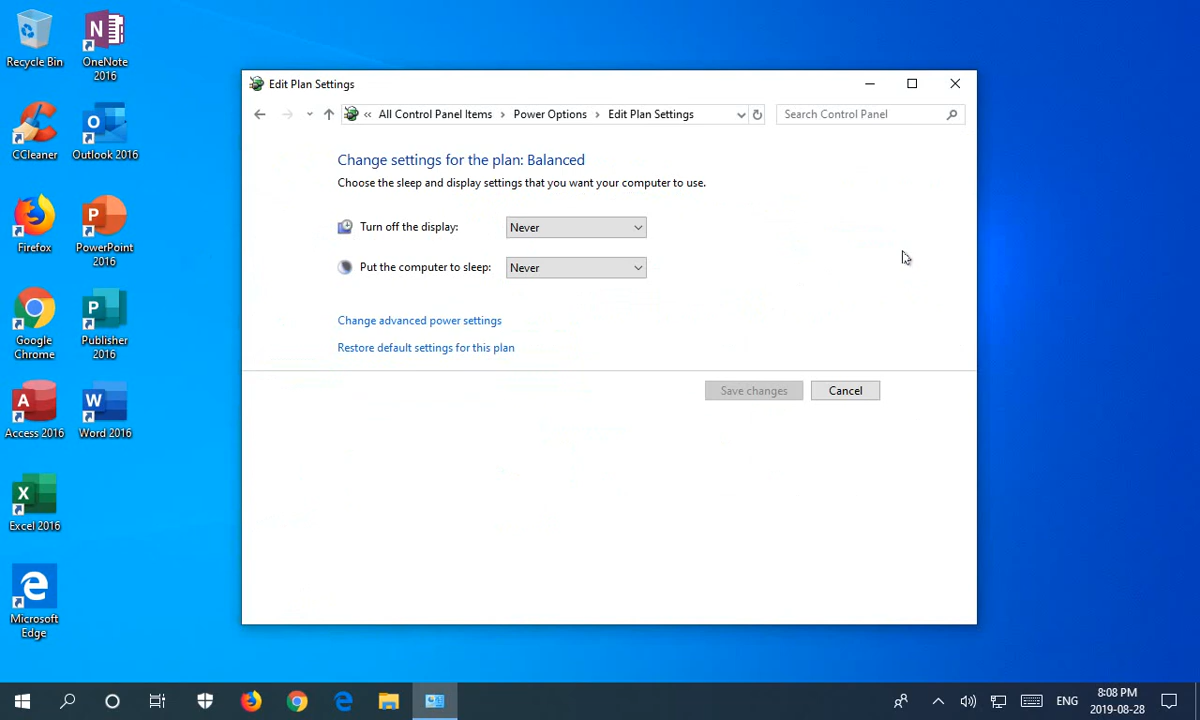 Recycle Bin
OneNote
2016
CCleaner
Outlook 2016
Firefox
PowerPoint
2016
Google
Chrome
Publisher
2016
Access 2016
Word 2016
Excel 2016
Microsoft
Edge
Edit Plan Settings
« All Control Panel Items > Power Options > Edit Plan Settings
Search Control Panel
Change settings for the plan: Balanced
Choose the sleep and display settings that you want your computer to use.
Turn off the display: Never
Put the computer to sleep: Never
Change advanced power settings
Restore default settings for this plan
Save changes Cancel
ENG
8:08 PM
2019-08-28